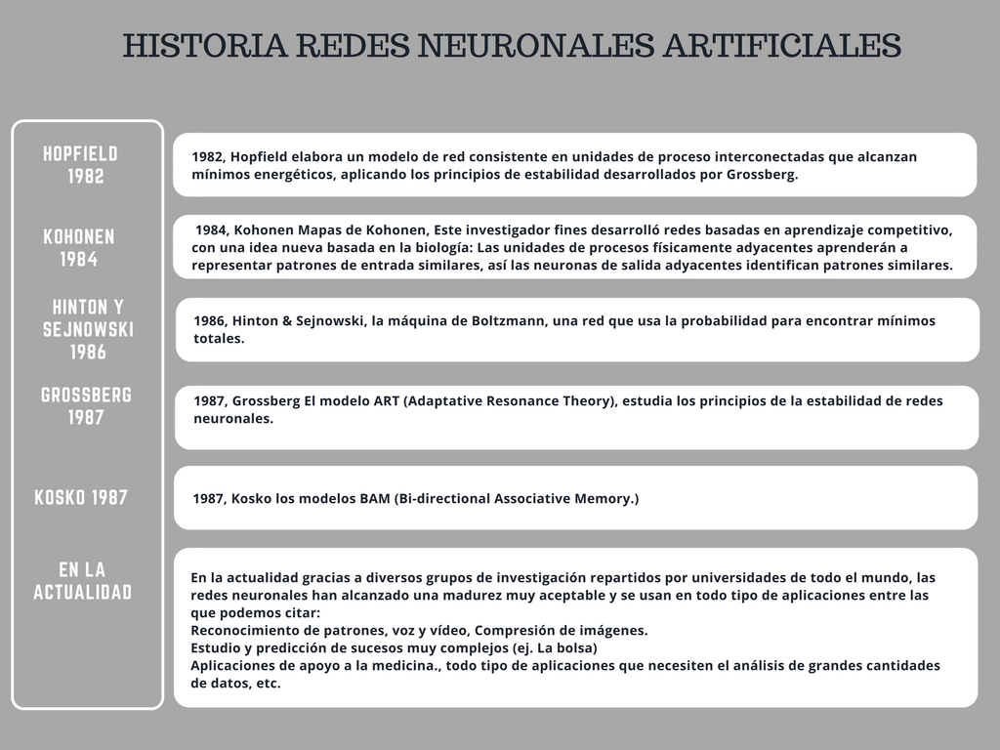 HISTORIA REDES NEURONALES ARTIFICIALES
HOPFIELD
1982
1982, Hopfield elabora un modelo de red consistente en unidades de proceso interconectadas que alcanzan
mínimos energéticos, aplicando los principios de estabilidad desarrollados por Grossberg.
KOHONEN
1984
1984, Kohonen Mapas de Kohonen, Este investigador fines desarrolló redes basadas en aprendizaje competitivo,
con una idea nueva basada en la biología: Las unidades de procesos físicamente adyacentes aprenderán a
representar patrones de entrada similares, así las neuronas de salida adyacentes identifican patrones similares.
HINTON Y
SEJNOWSKI
1986
1986, Hinton & Sejnowski, la máquina de Boltzmann, una red que usa la probabilidad para encontrar mínimos
totales.
GROSSBERG
1987
1987, Grossberg El modelo ART (Adaptative Resonance Theory), estudia los principios de la estabilidad de redes
neuronales.
KOSKO 1987
1987, Kosko los modelos BAM (Bi-directional Associative Memory.)
EN LA
ACTUALIDAD
En la actualidad gracias a diversos grupos de investigación repartidos por universidades de todo el mundo, las
redes neuronales han alcanzado una madurez muy aceptable y se usan en todo tipo de aplicaciones entre las
que podemos citar:
Reconocimiento de patrones, voz y vídeo, Compresión de imágenes.
Estudio y predicción de sucesos muy complejos (ej. La bolsa)
Aplicaciones de apoyo a la medicina., todo tipo de aplicaciones que necesiten el análisis de grandes cantidades
de datos, etc.